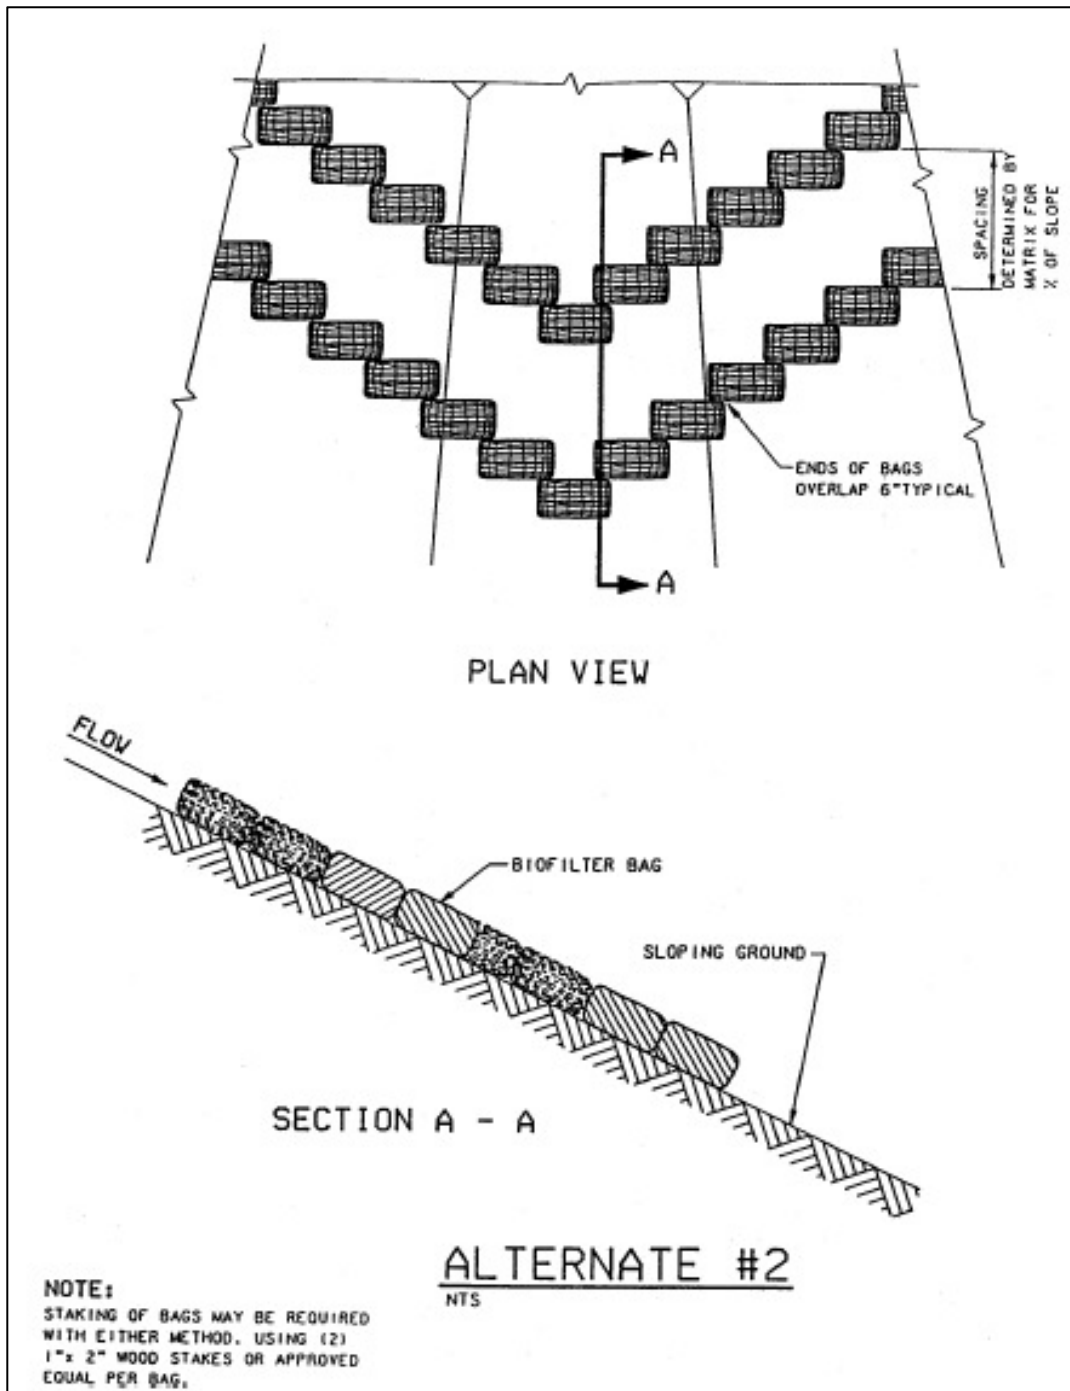 A
SPACING
DETERMINED BY
MATRIX FOR
% OF SLOPE
ENDS OF BAGS
OVERLAP 6" TYPICAL
A
PLAN VIEW
FLOW
BIOFILTER BAG
SLOPING GROUND
SECTION A - A
ALTERNATE #2
NTS
NOTE:
STAKING OF BAGS MAY BE REQUIRED
WITH EITHER METHOD. USING (2)
1"x 2" WOOD STAKES OR APPROVED
EQUAL PER BAG.